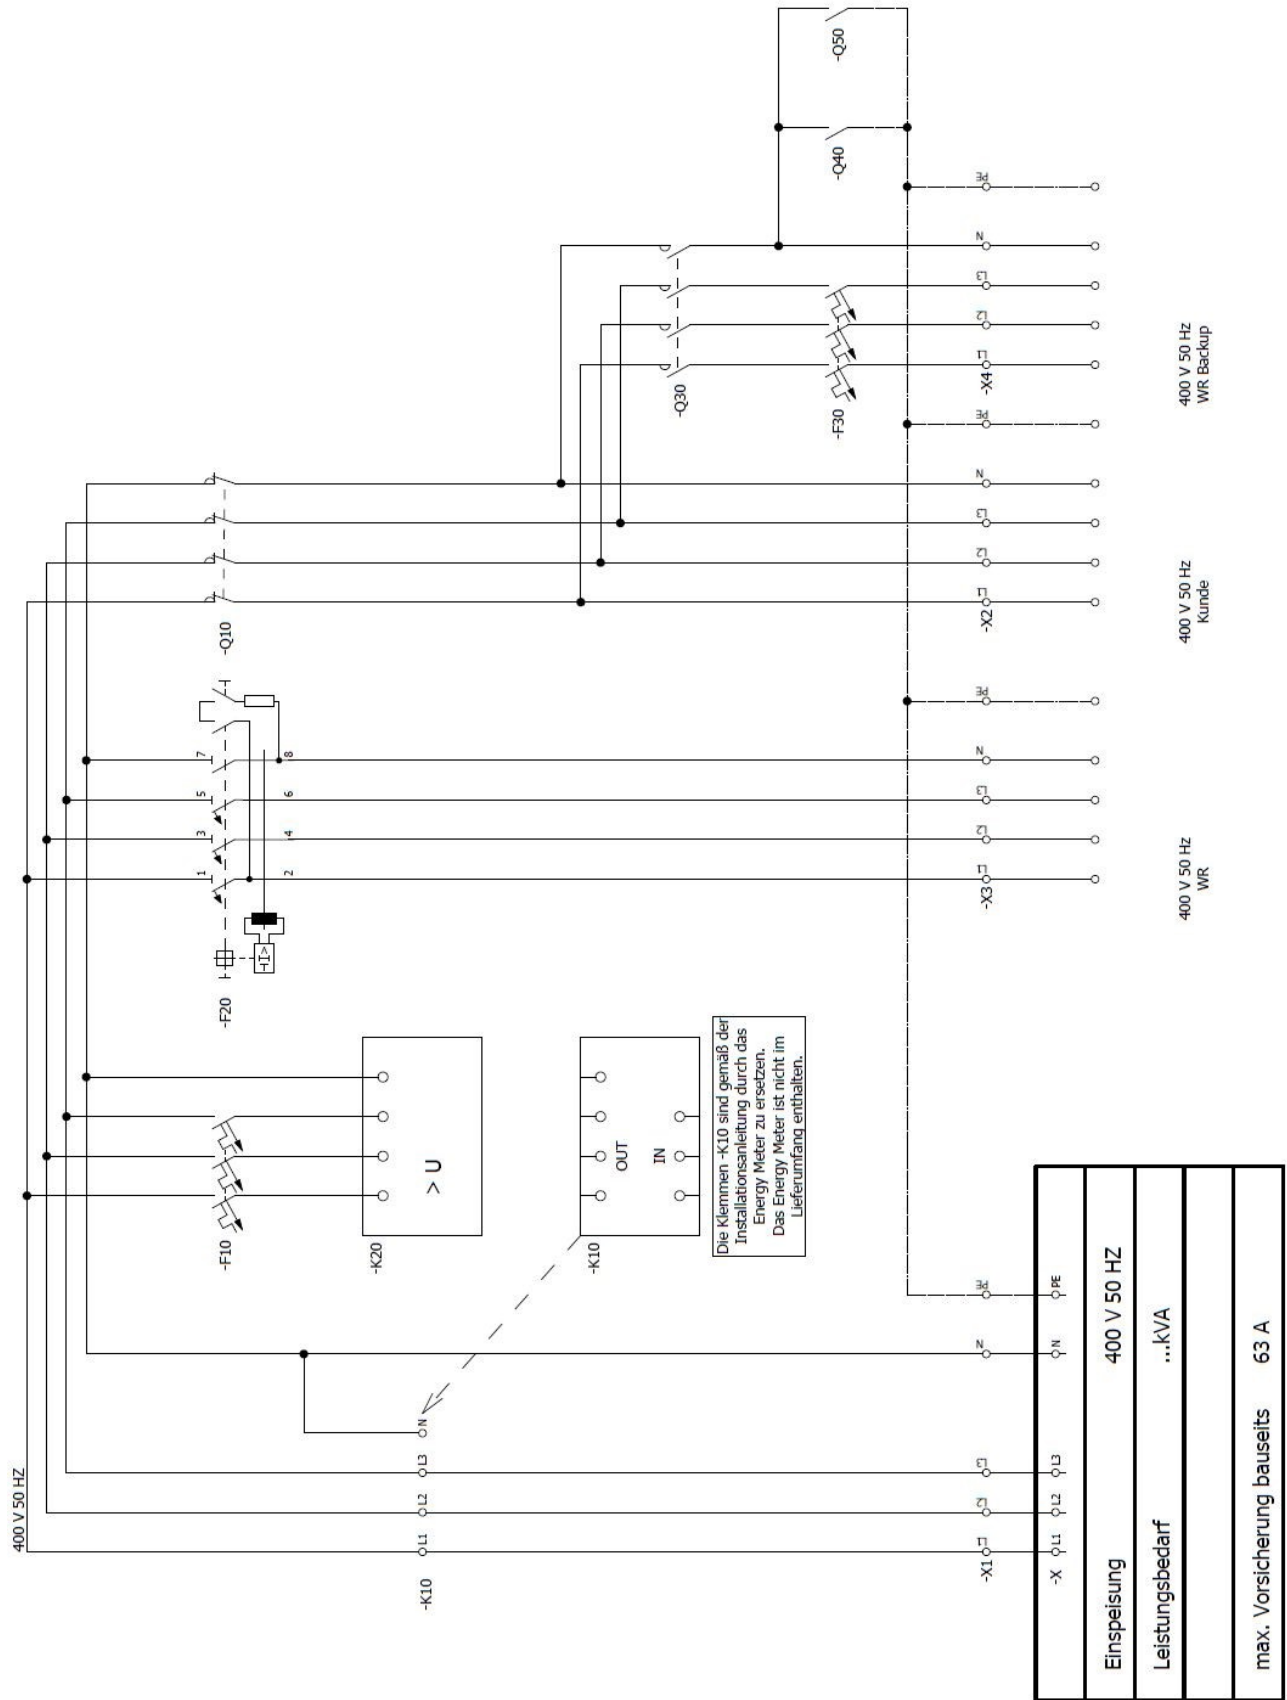 400 V 50 HZ
-K10
L1
L2
L3
N
-F10
-K20
> U
-K10
OUT
IN
Die Klemmen -K10 sind gemäß der
Installationsanleitung durch das
Energy Meter zu ersetzen.
Das Energy Meter ist nicht im
Lieferumfang enthalten.
-F20
I>
1
3
5
7
2
4
6
8
-Q10
-Q30
-F30
-Q40
-Q50
-X1
L1
L2
L3
N
PE
-X3
L1
L2
L3
N
PE
-X2
L1
L2
L3
N
PE
-X4
L1
L2
L3
N
PE
400 V 50 Hz
WR
400 V 50 Hz
Kunde
400 V 50 Hz
WR Backup
-X
L1
L2
L3
N
PE
Einspeisung 400 V 50 HZ
Leistungsbedarf ...kVA
max. Vorsicherung bauseits 63 A